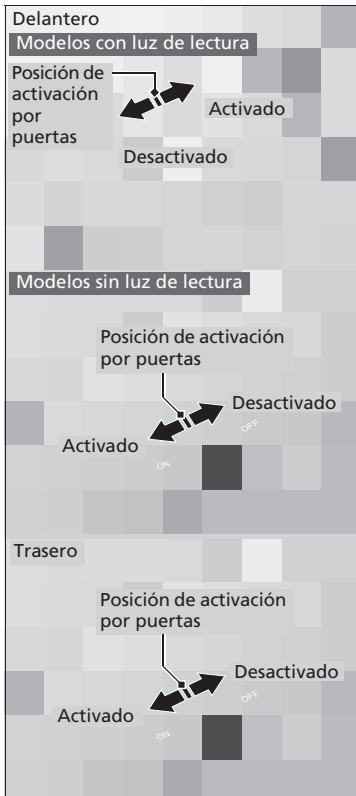 Delantero
Modelos con luz de lectura
Posición de
activación
por
puertas
Activado
Desactivado
Modelos sin luz de lectura
Posición de activación
por puertas
Desactivado
OFF
Activado
ON
Trasero
Posición de activación
por puertas
Desactivado
OFF
Activado
ON